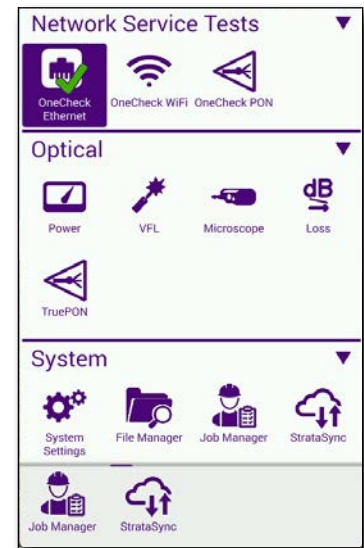 Network Service Tests
OneCheck Ethernet
OneCheck WiFi
OneCheck PON
Optical
Power
VFL
Microscope
dB
Loss
TruePON
System
System Settings
File Manager
Job Manager
StrataSync
Job Manager
StrataSync